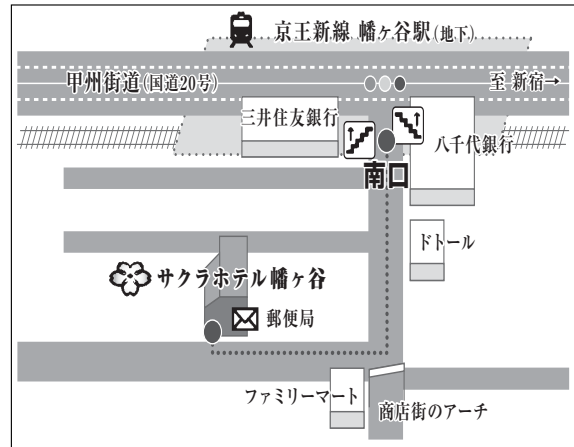 京王新線 幡ヶ谷駅(地下)
甲州街道(国道20号)
至 新宿→
三井住友銀行
八千代銀行
南口
ドトール
サクラホテル幡ヶ谷
郵便局
ファミリーマート
商店街のアーチ